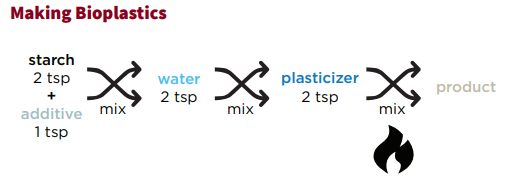 Making Bioplastics
starch
2 tsp
+
additive
1 tsp
mix
water
2 tsp
mix
plasticizer
2 tsp
mix
product